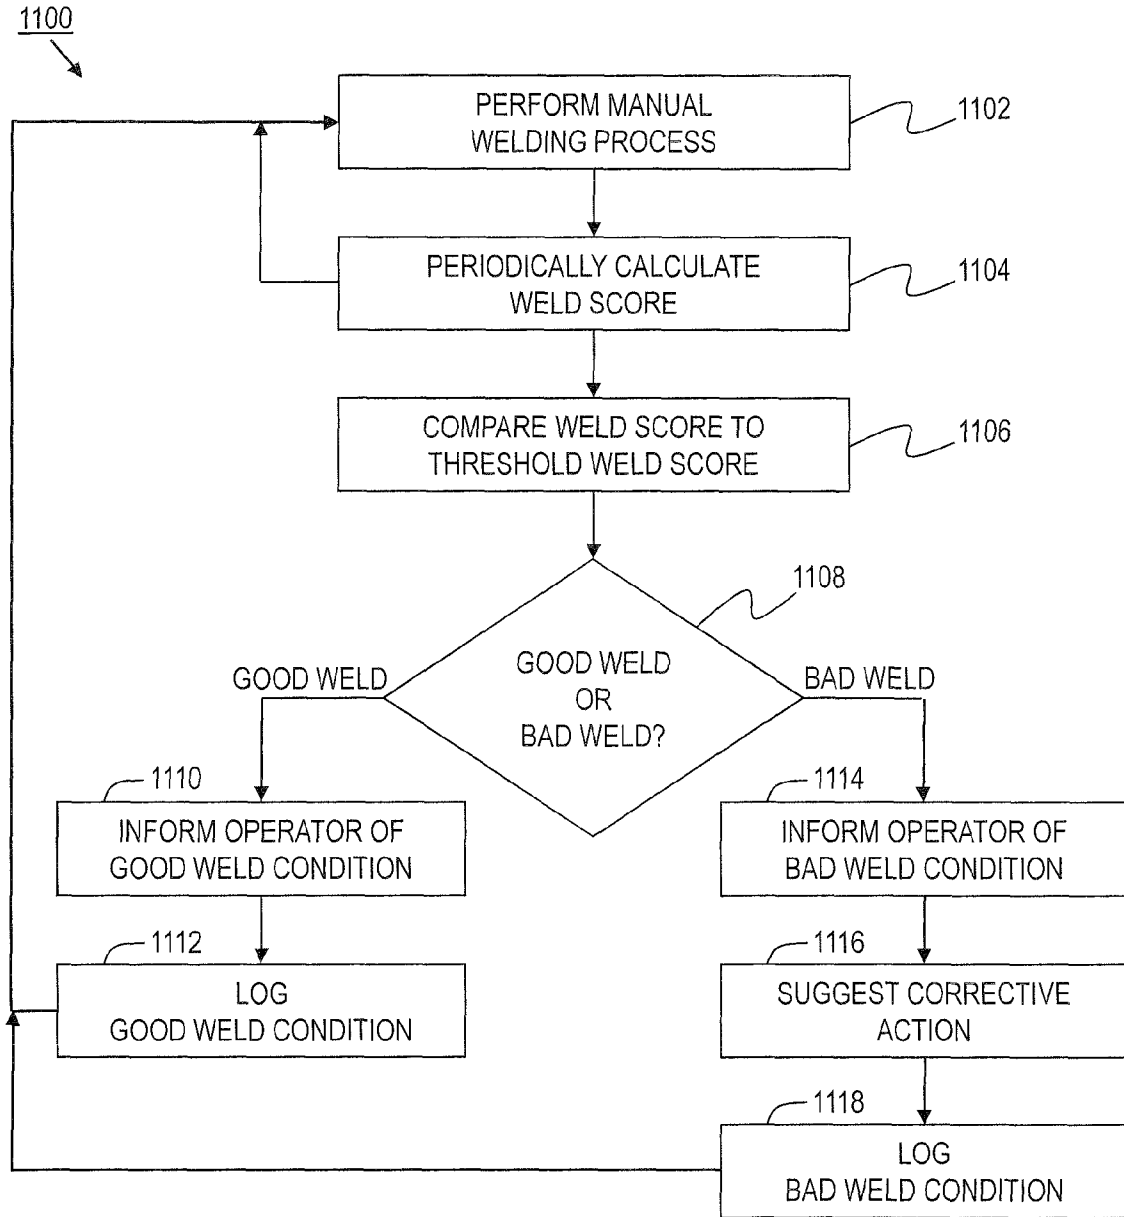 1100
PERFORM MANUAL
WELDING PROCESS
1102
PERIODICALLY CALCULATE
WELD SCORE
1104
COMPARE WELD SCORE TO
THRESHOLD WELD SCORE
1106
1108
GOOD WELD
OR
BAD WELD?
GOOD WELD
BAD WELD
1110
INFORM OPERATOR OF
GOOD WELD CONDITION
1114
INFORM OPERATOR OF
BAD WELD CONDITION
1112
LOG
GOOD WELD CONDITION
1116
SUGGEST CORRECTIVE
ACTION
1118
LOG
BAD WELD CONDITION